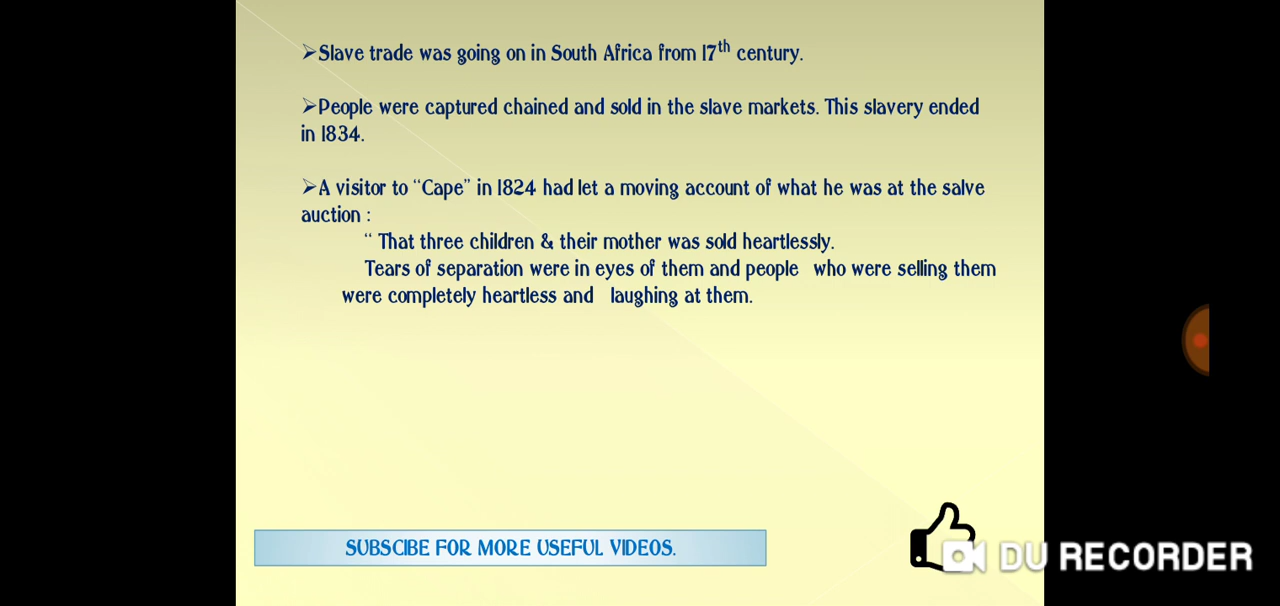 ➢Slave trade was going on in South Africa from 17th century.
➢People were captured chained and sold in the slave markets. This slavery ended
in 1834.
➢A visitor to “Cape” in 1824 had let a moving account of what he was at the salve
auction :
“ That three children & their mother was sold heartlessly.
Tears of separation were in eyes of them and people who were selling them
were completely heartless and laughing at them.
SUBSCIBE FOR MORE USEFUL VIDEOS.
DU RECORDER